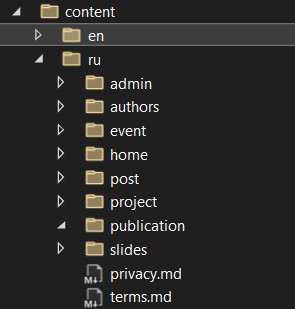 content
en
ru
admin
authors
event
home
post
project
publication
slides
privacy.md
terms.md